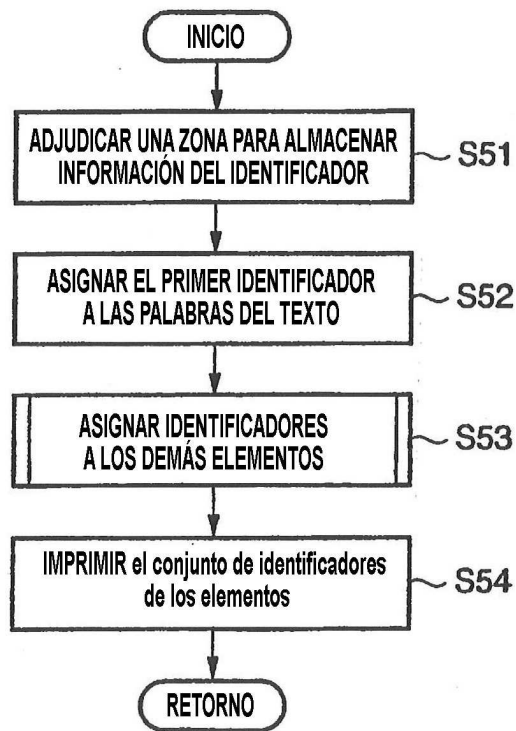 INICIO
ADJUDICAR UNA ZONA PARA ALMACENAR
INFORMACIÓN DEL IDENTIFICADOR
S51
ASIGNAR EL PRIMER IDENTIFICADOR
A LAS PALABRAS DEL TEXTO
S52
ASIGNAR IDENTIFICADORES
A LOS DEMÁS ELEMENTOS
S53
IMPRIMIR el conjunto de identificadores
de los elementos
S54
RETORNO